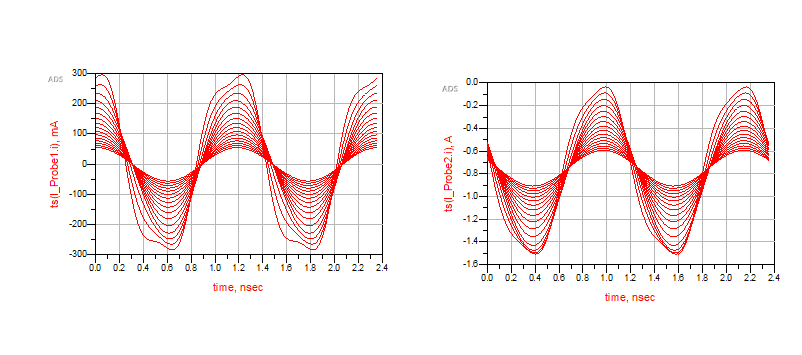 ADS
300
200
100
0
-100
-200
-300
ts(I_Probe1.i), mA
0.0 0.2 0.4 0.6 0.8 1.0 1.2 1.4 1.6 1.8 2.0 2.2 2.4
time, nsec
ADS
0.0
-0.2
-0.4
-0.6
-0.8
-1.0
-1.2
-1.4
-1.6
ts(I_Probe2.i), A
0.0 0.2 0.4 0.6 0.8 1.0 1.2 1.4 1.6 1.8 2.0 2.2 2.4
time, nsec